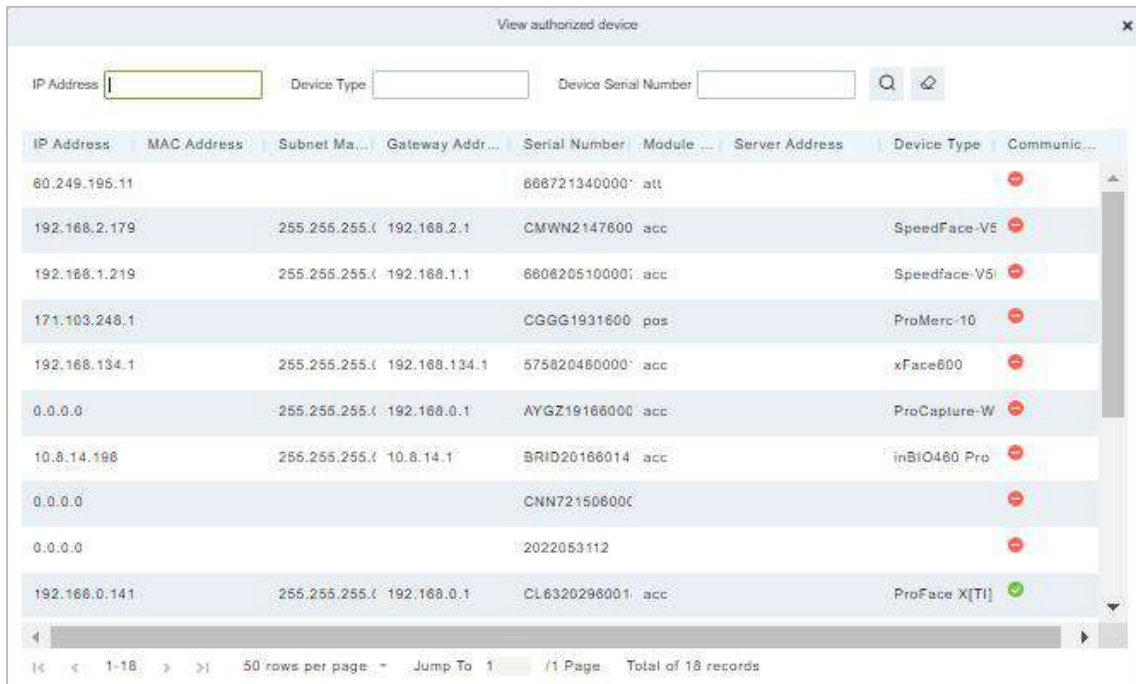 View authorized device
IP Address Device Type Device Serial Number
IP Address MAC Address Subnet Ma... Gateway Addr... Serial Number Module ... Server Address Device Type Communic...
60.249.195.11 666721340000 att
192.168.2.179 255.255.255.( 192.168.2.1 CMWN2147600 acc SpeedFace-V5
192.168.1.219 255.255.255.( 192.168.1.1 660620510000 acc Speedface-V5
171.103.248.1 CGGG1931600 pos ProMerc-10
192.168.134.1 255.255.255.( 192.168.134.1 575820460000 acc xFace600
0.0.0.0 255.255.255.( 192.168.0.1 AYGZ19166000 acc ProCapture-W
10.8.14.198 255.255.255.( 10.8.14.1 BRID20166014 acc inBIO460 Pro
0.0.0.0 CNN72150600
0.0.0.0 2022053112
192.168.0.141 255.255.255.( 192.168.0.1 CL6320296001 acc ProFace X[TI]
1-18 50 rows per page Jump To 1 /1 Page Total of 18 records